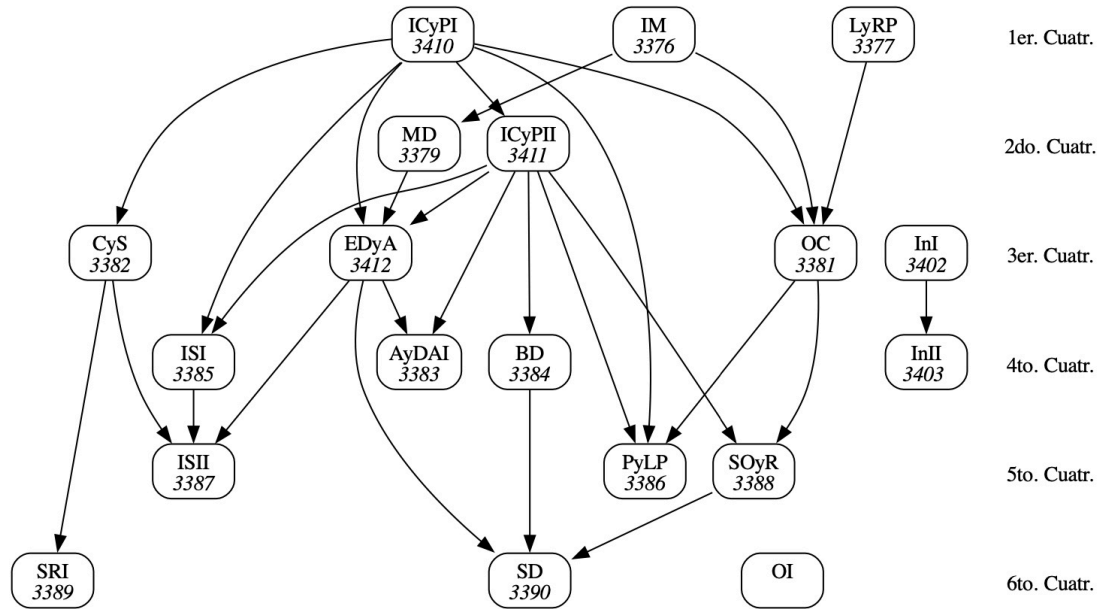 ICyPI
3410
IM
3376
LyRP
3377
1er. Cuatr.
MD
3379
ICyPII
3411
2do. Cuatr.
CyS
3382
EDyA
3412
OC
3381
InI
3402
3er. Cuatr.
ISI
3385
AyDAI
3383
BD
3384
InII
3403
4to. Cuatr.
ISII
3387
PyLP
3386
SOyR
3388
5to. Cuatr.
SRI
3389
SD
3390
OI
6to. Cuatr.